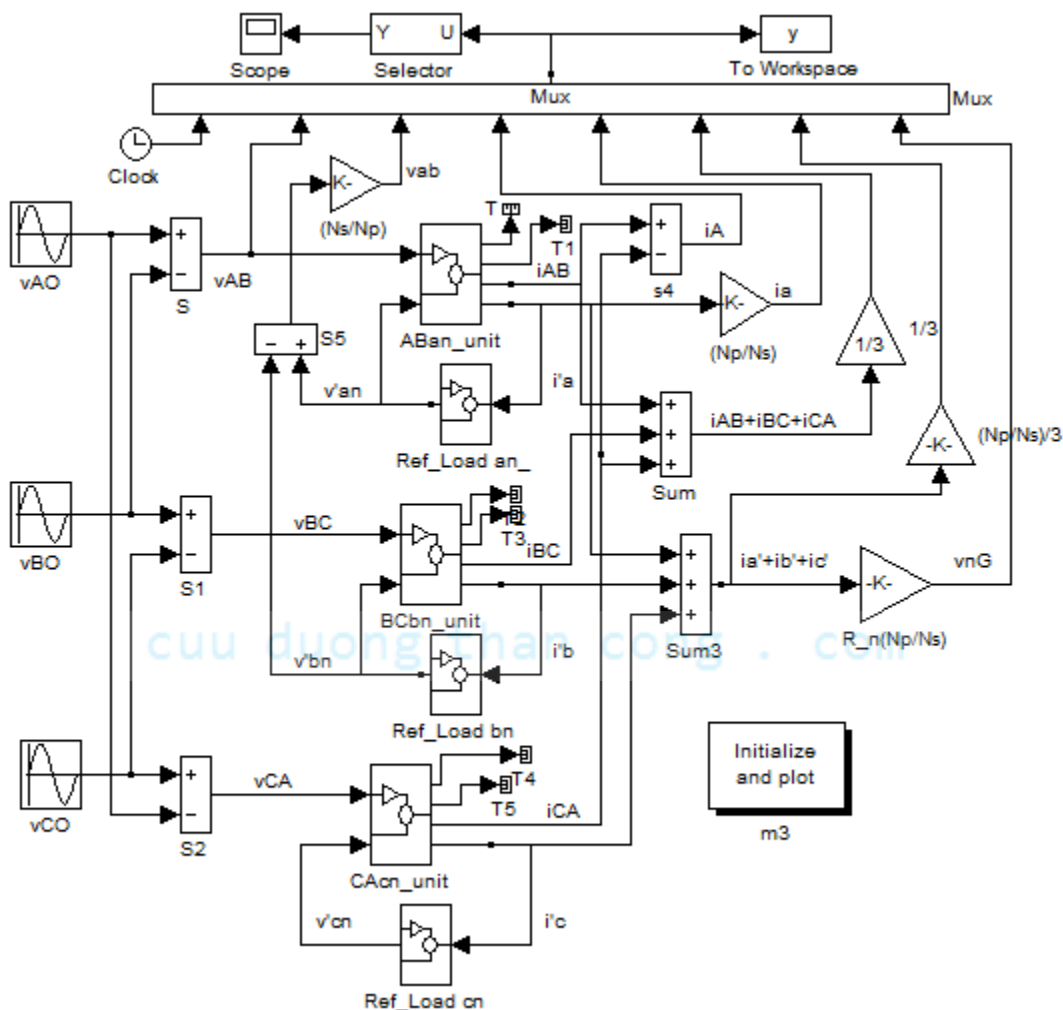 Y U
y
Scope
Selector
To Workspace
Mux
Mux
Clock
K-
vab
(Ns/Np)
T
T1
+
−
iA
vAO
+
−
S
vAB
iAB
s4
K-
ia
(Np/Ns)
− +
S5
ABan_unit
1/3
1/3
v'an
i'a
Ref_Load an_
+
+
+
iAB+iBC+iCA
Sum
-K-
(Np/Ns)/3
vBO
+
−
S1
vBC
T3
iBC
BCbn_unit
+
+
+
Sum3
ia'+ib'+ic'
-K-
vnG
R_n(Np/Ns)
cuu duong than cong . com
v'bn
i'b
Ref_Load bn
Initialize
and plot
m3
vCO
+
−
S2
vCA
T4
T5
iCA
CAcn_unit
v'cn
i'c
Ref_Load cn